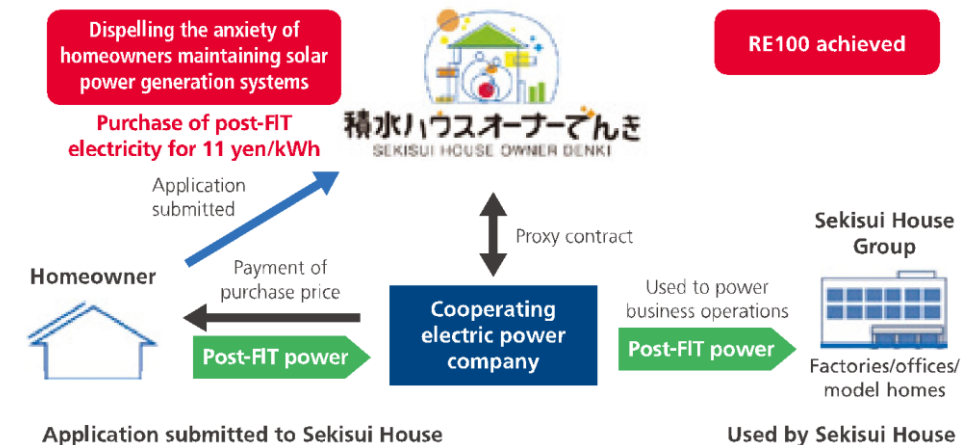 Dispelling the anxiety of
homeowners maintaining solar
power generation systems
RE100 achieved
Purchase of post-FIT
electricity for 11 yen/kWh
積水ハウスオーナーでんき
SEKISUI HOUSE OWNER DENKI
Application
submitted
Proxy contract
Sekisui House
Group
Homeowner
Payment of
purchase price
Cooperating
electric power
company
Used to power
business operations
Post-FIT power
Post-FIT power
Factories/offices/
model homes
Application submitted to Sekisui House
Used by Sekisui House